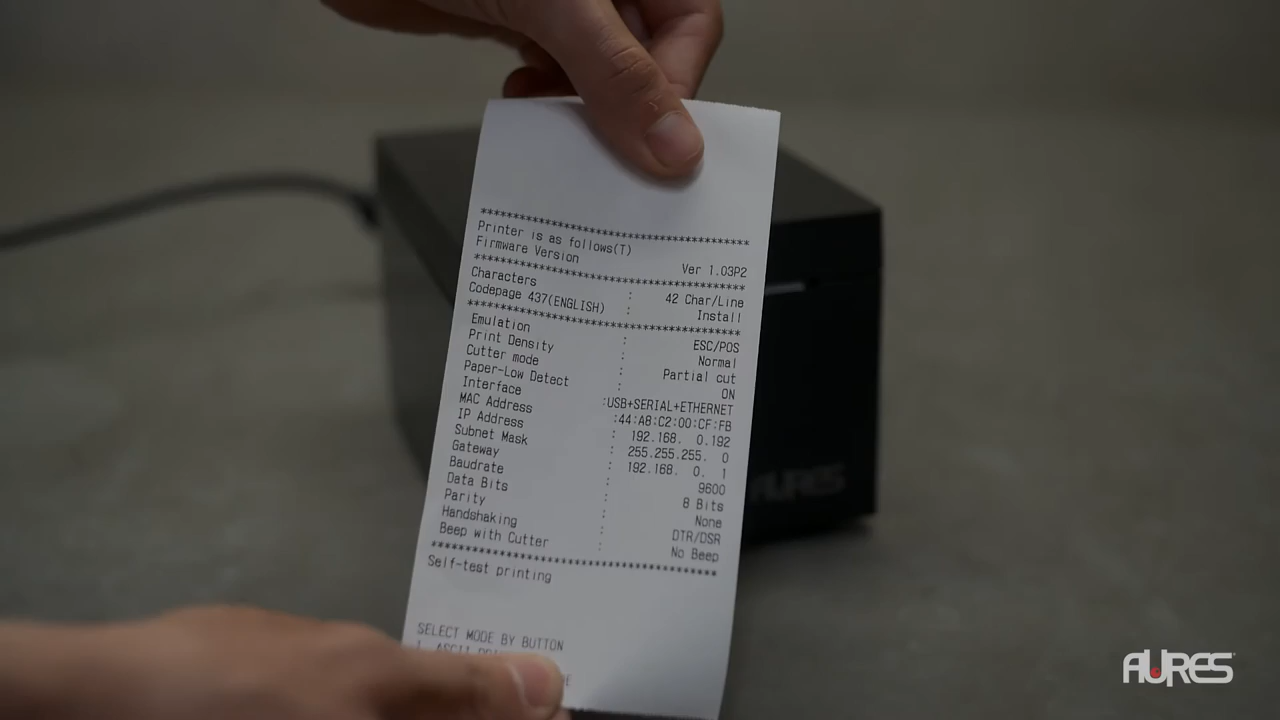 ******************************************
Printer is as follows(T)
Firmware Version Ver 1.03P2
******************************************
Characters : 42 Char/Line
Codepage 437(ENGLISH) : Install
******************************************
Emulation : ESC/POS
Print Density : Normal
Cutter mode : Partial cut
Paper-Low Detect : ON
Interface :USB+SERIAL+ETHERNET
MAC Address :44:A8:C2:00:CF:FB
IP Address : 192.168. 0.192
Subnet Mask : 255.255.255. 0
Gateway : 192.168. 0. 1
Baudrate : 9600
Data Bits : 8 Bits
Parity : None
Handshaking : DTR/DSR
Beep with Cutter : No Beep
******************************************
Self-test printing
SELECT MODE BY BUTTON
AURES
AURES